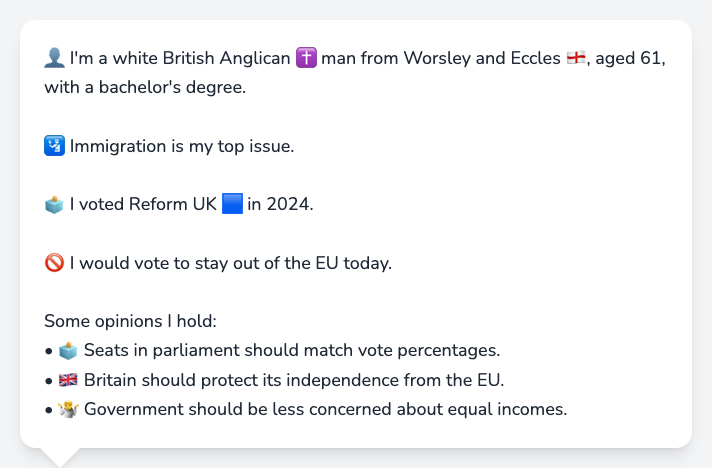 👤 I'm a white British Anglican ✝️ man from Worsley and Eccles 🏴󠁧󠁢󠁥󠁮󠁧󠁿, aged 61,
with a bachelor's degree.
🛂 Immigration is my top issue.
🗳️ I voted Reform UK 🟦 in 2024.
🚫 I would vote to stay out of the EU today.
Some opinions I hold:
• 🗳️ Seats in parliament should match vote percentages.
• 🇬🇧 Britain should protect its independence from the EU.
• 🤷 Government should be less concerned about equal incomes.